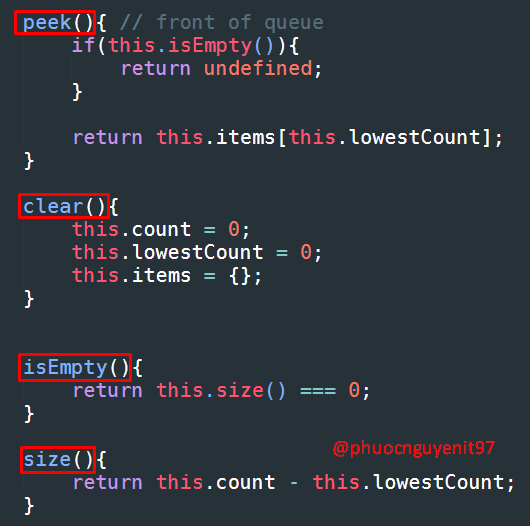 peek(){ // front of queue
if(this.isEmpty()){
return undefined;
}
return this.items[this.lowestCount];
}
clear(){
this.count = 0;
this.lowestCount = 0;
this.items = {};
}
isEmpty(){
return this.size() === 0;
}
@phuocnguyenit97
size(){
return this.count - this.lowestCount;
}